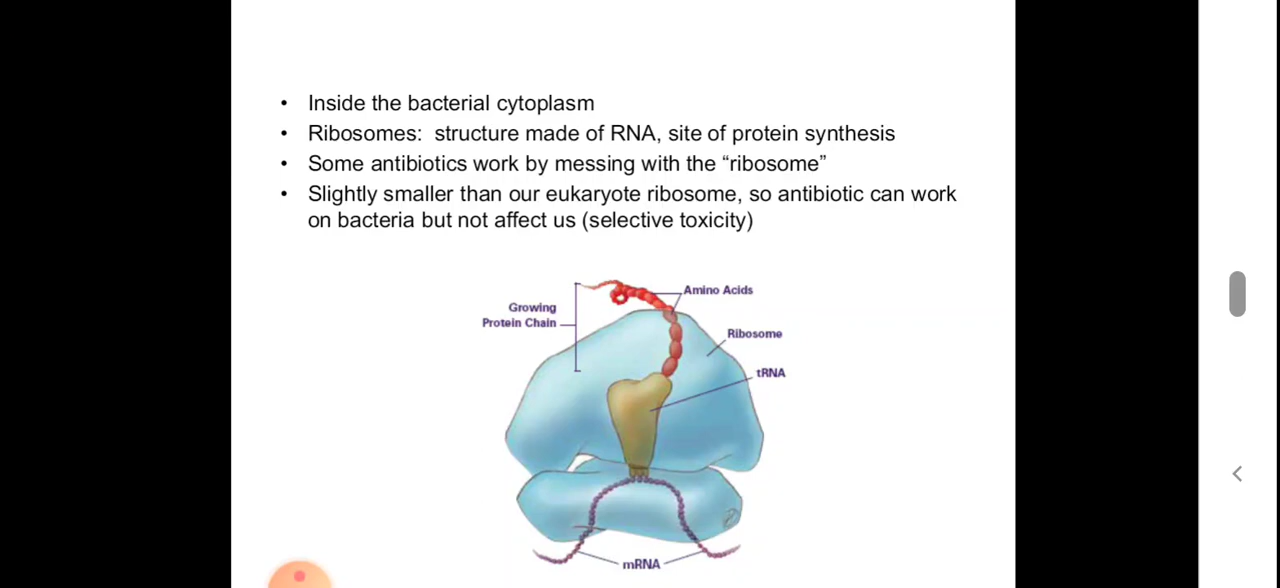 • Inside the bacterial cytoplasm
• Ribosomes: structure made of RNA, site of protein synthesis
• Some antibiotics work by messing with the “ribosome”
• Slightly smaller than our eukaryote ribosome, so antibiotic can work
on bacteria but not affect us (selective toxicity)
Amino Acids
Growing
Protein Chain
Ribosome
tRNA
mRNA